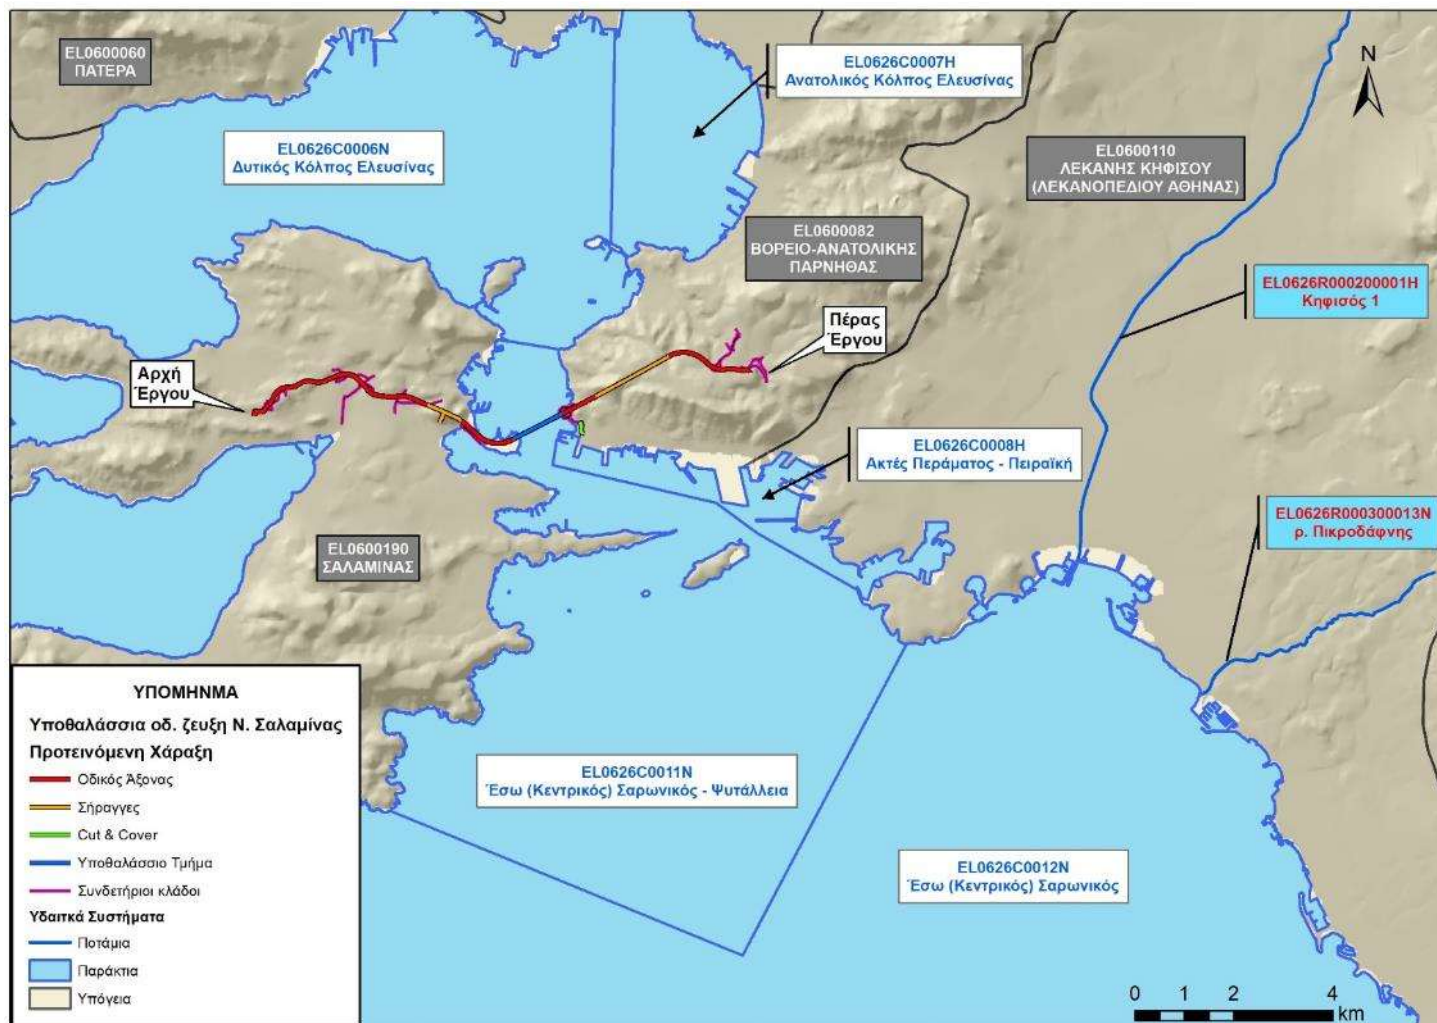 EL0600060
ΠΑΤΕΡΑ
EL0626C0007H
Ανατολικός Κόλπος Ελευσίνας
N
EL0626C0006N
Δυτικός Κόλπος Ελευσίνας
EL0600110
ΛΕΚΑΝΗΣ ΚΗΦΙΣΟΥ
(ΛΕΚΑΝΟΠΕΔΙΟΥ ΑΘΗΝΑΣ)
EL0600082
ΒΟΡΕΙΟ-ΑΝΑΤΟΛΙΚΗΣ
ΠΑΡΝΗΘΑΣ
EL0626R000200001H
Κηφισός 1
Πέρας
Έργου
Αρχή
Έργου
EL0626C0008H
Ακτές Περάματος - Πειραϊκή
EL0626R000300013N
ρ. Πικροδάφνης
EL0600190
ΣΑΛΑΜΙΝΑΣ
EL0626C0011N
Έσω (Κεντρικός) Σαρωνικός - Ψυτάλλεια
EL0626C0012N
Έσω (Κεντρικός) Σαρωνικός
ΥΠΟΜΗΝΜΑ
Υποθαλάσσια οδ. ζευξη Ν. Σαλαμίνας
Προτεινόμενη Χάραξη
Οδικός Άξονας
Σήραγγες
Cut & Cover
Υποθαλάσσιο Τμήμα
Συνδετήριοι κλάδοι
Υδαιτκά Συστήματα
Ποτάμια
Παράκτια
Υπόγεια
0 1 2 4
km